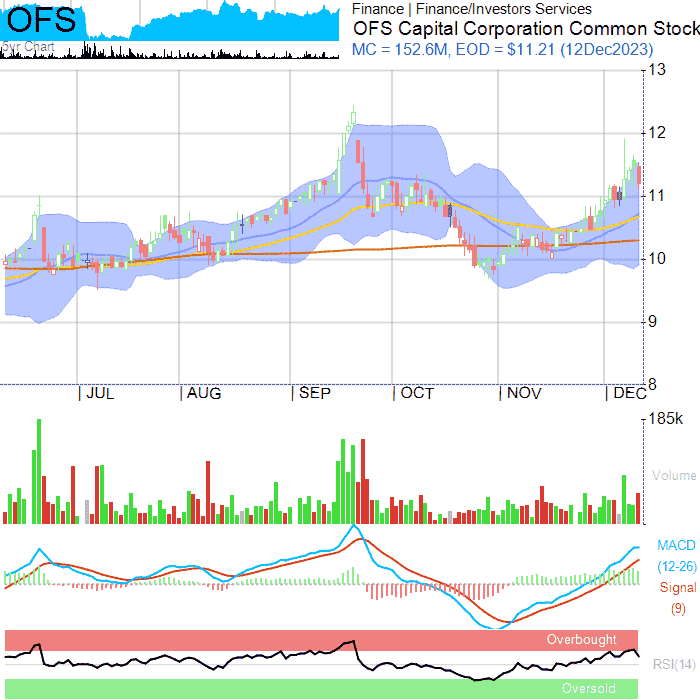 OFS
5yr Chart
Finance | Finance/Investors Services
OFS Capital Corporation Common Stock
MC = 152.6M, EOD = $11.21 (12Dec2023)
13
12
11
10
9
8
| JUL | AUG | SEP | OCT | NOV | DEC
185k
Volume
MACD
(12-26)
Signal
(9)
Overbought
RSI(14)
Oversold